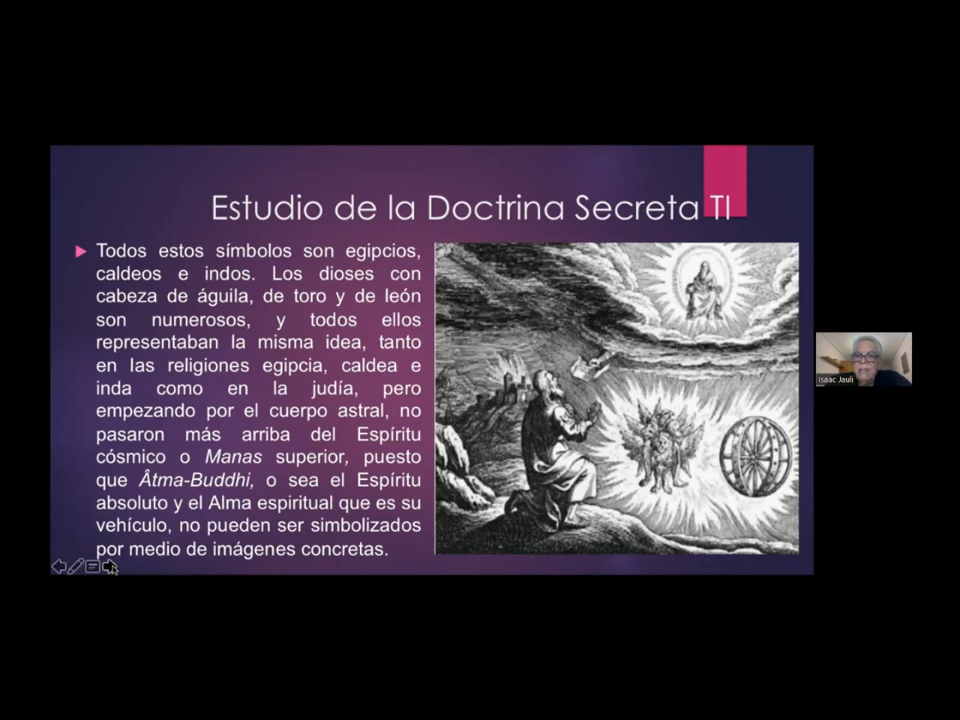 Estudio de la Doctrina Secreta TI
Todos estos símbolos son egipcios,
caldeos e indos. Los dioses con
cabeza de águila, de toro y de león
son numerosos, y todos ellos
representaban la misma idea, tanto
en las religiones egipcia, caldea e
inda como en la judía, pero
empezando por el cuerpo astral, no
pasaron más arriba del Espíritu
cósmico o Manas superior, puesto
que Âtma-Buddhi, o sea el Espíritu
absoluto y el Alma espiritual que es su
vehículo, no pueden ser simbolizados
por medio de imágenes concretas.
Isaac Jauli